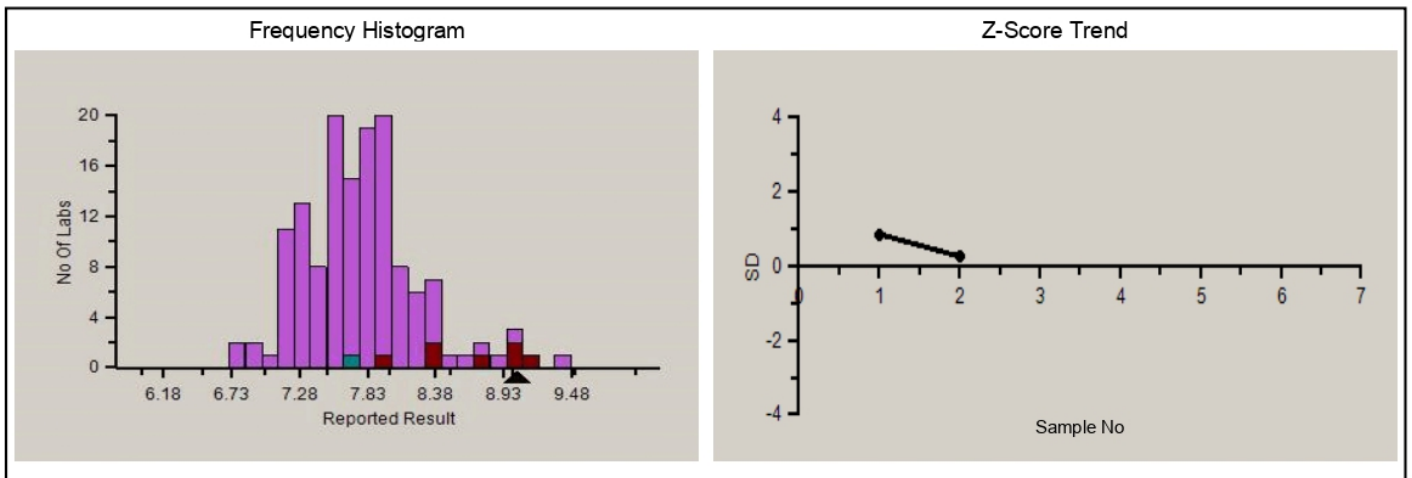 Frequency Histogram
20
16
12
8
4
0
No Of Labs
6.18 6.73 7.28 7.83 8.38 8.93 9.48
Reported Result
Z-Score Trend
4
2
0
-2
-4
SD
0 1 2 3 4 5 6 7
Sample No